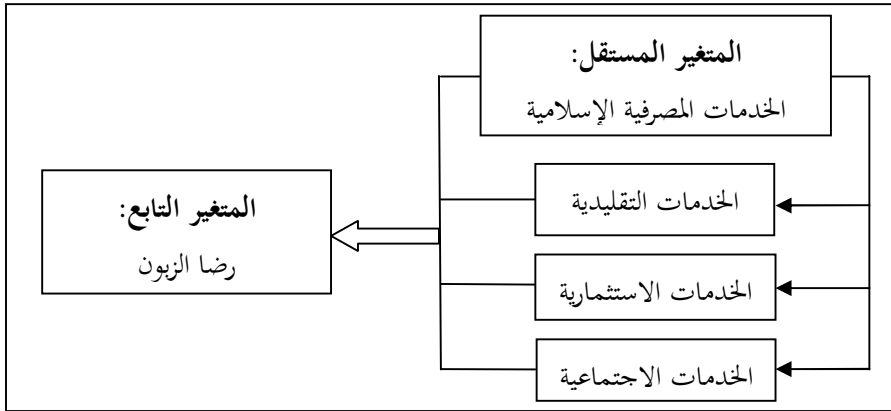 المتغير المستقل:
الخدمات المصرفية الإسلامية
الخدمات التقليدية
الخدمات الاستثمارية
الخدمات الاجتماعية
المتغير التابع:
رضا الزبون